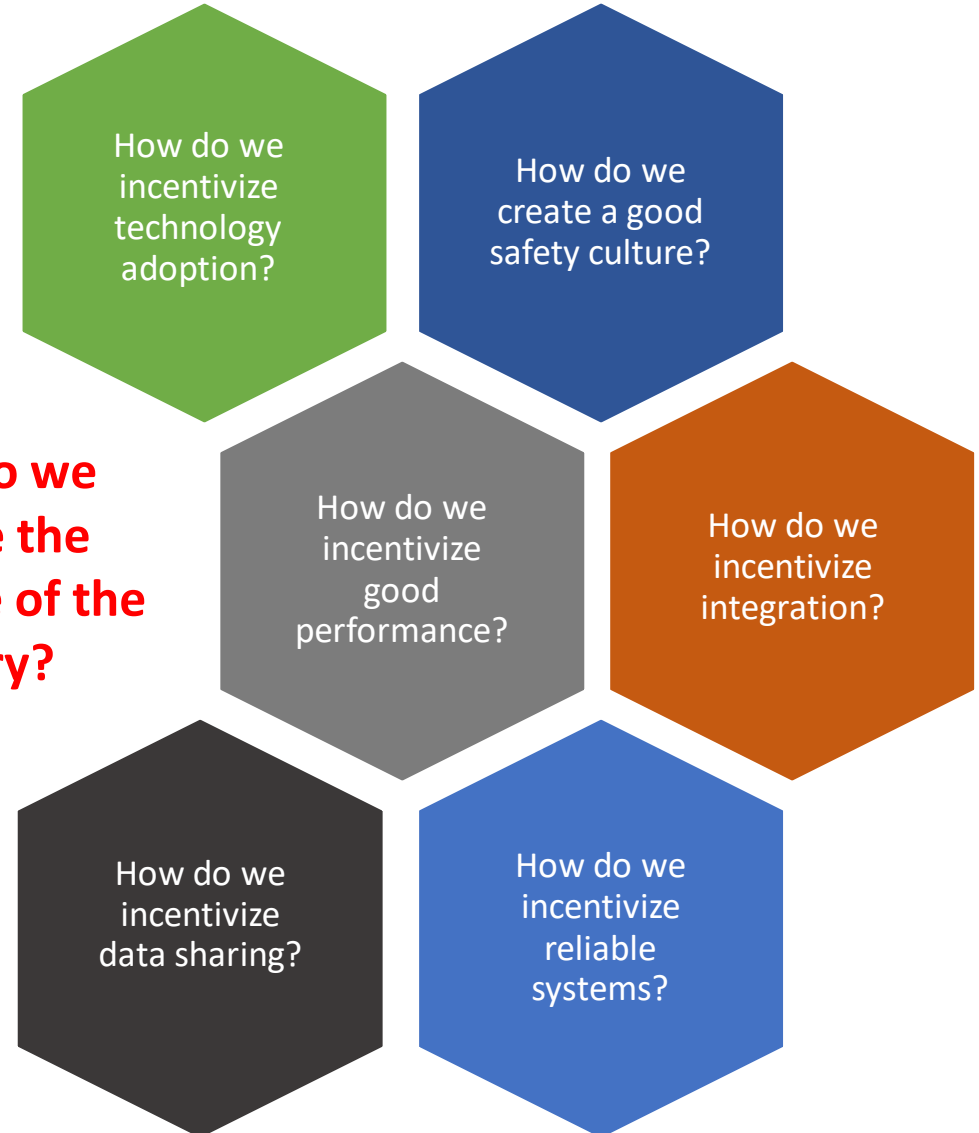 How do we
incentivize
technology
adoption?
How do we
create a good
safety culture?
o we
e the
e of the
ry?
How do we
incentivize
good
performance?
How do we
incentivize
integration?
How do we
incentivize
data sharing?
How do we
incentivize
reliable
systems?